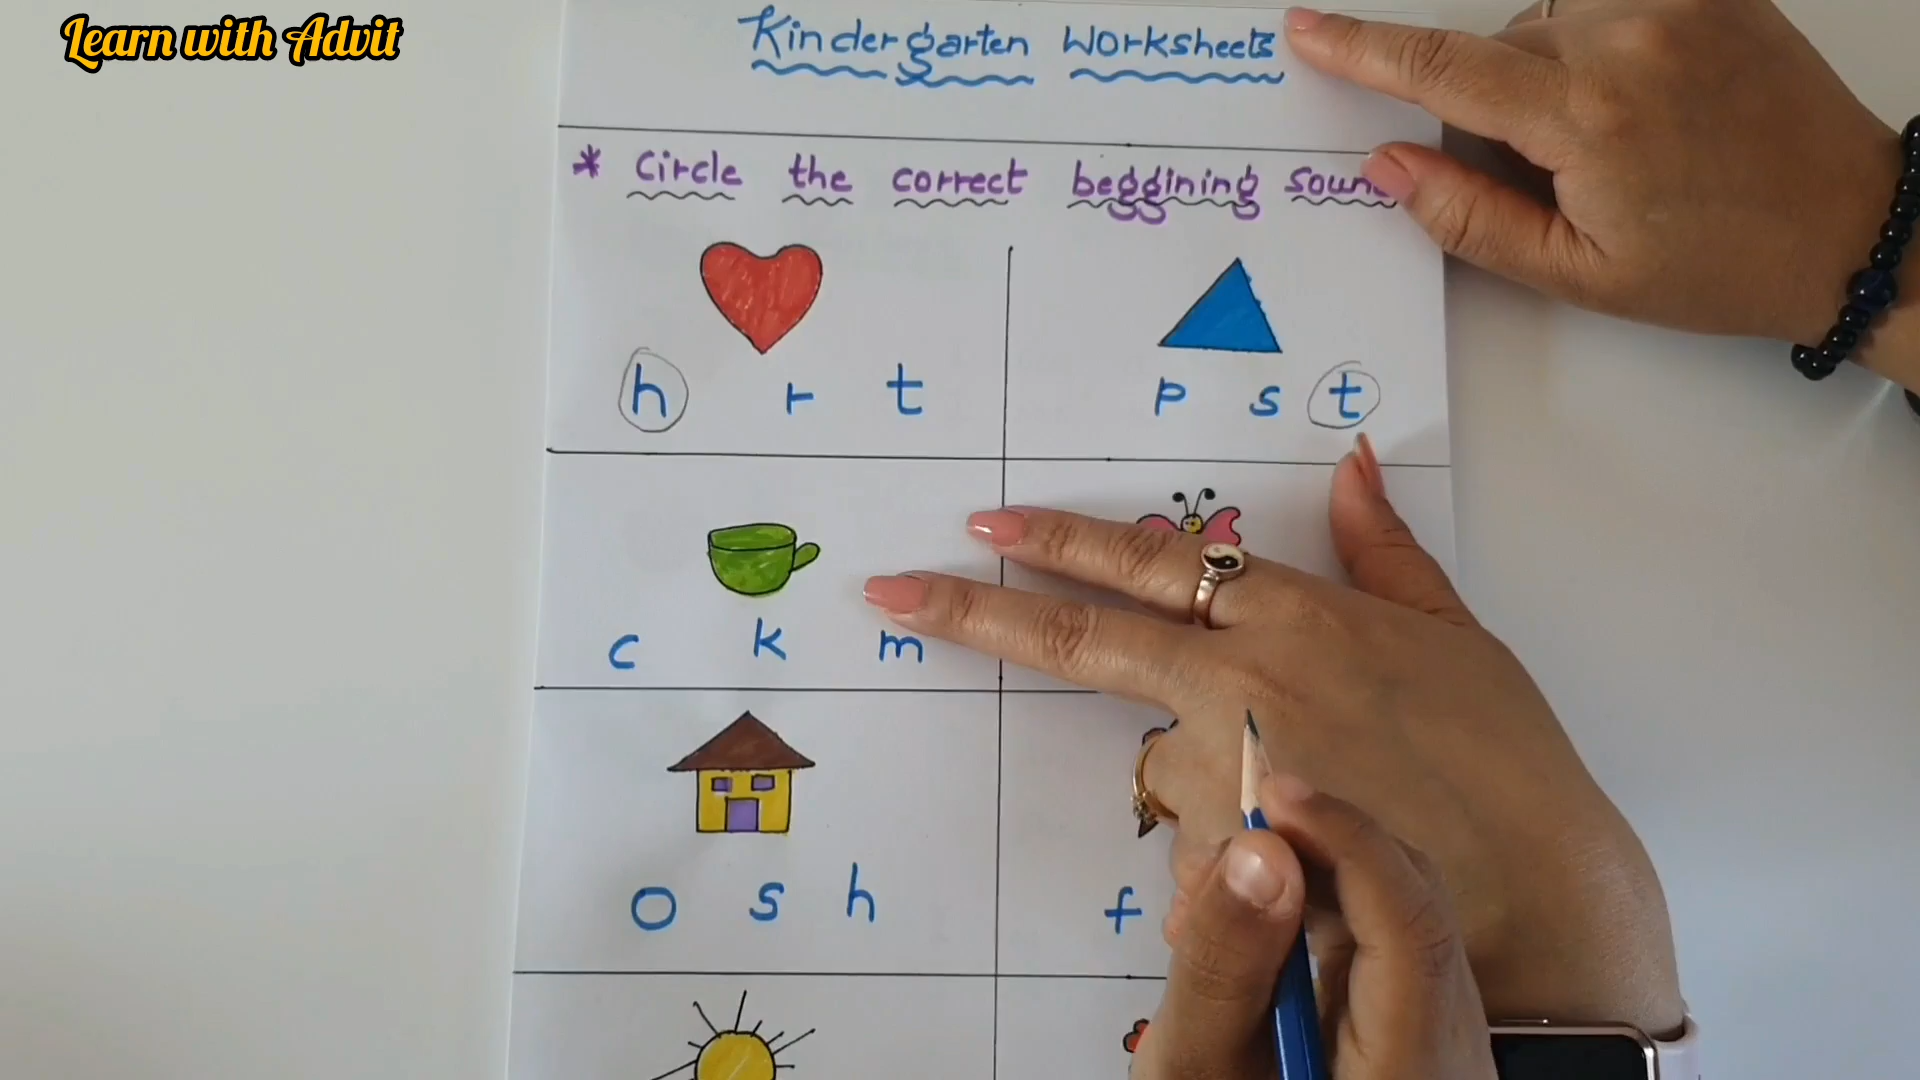 Learn with Advit
Kindergarten Worksheets
* Circle the correct beggining
h r t
p s t
c k m
o s h
f